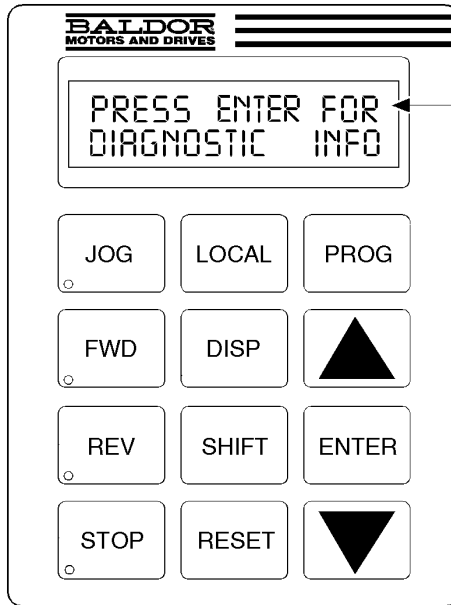 BALDOR
MOTORS AND DRIVES
PRESS ENTER FOR
DIAGNOSTIC INFO
JOG LOCAL PROG
FWD DISP
REV SHIFT ENTER
STOP RESET